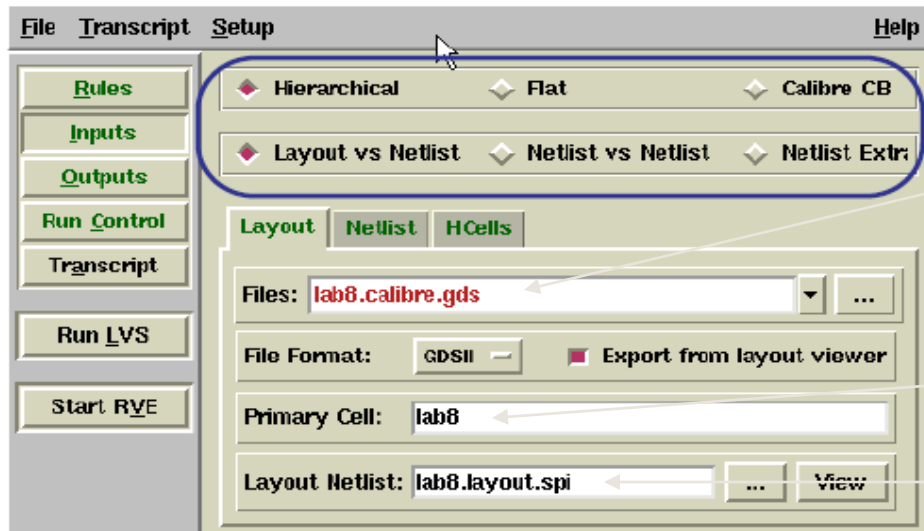 File Transcript Setup Help
Rules
Inputs
Outputs
Run Control
Transcript
Run LVS
Start RVE
Hierarchical Flat Calibre CB
Layout vs Netlist Netlist vs Netlist Netlist Extra
Layout Netlist HCells
Files: lab8.calibre.gds ...
File Format: GDSII Export from layout viewer
Primary Cell: lab8
Layout Netlist: lab8.layout.spi ... View